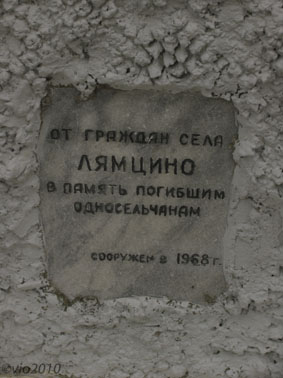 ОТ ГРАЖДАН СЕЛА
ЛЯМЦИНО
В ПАМЯТЬ ПОГИБШИМ
ОДНОСЕЛЬЧАНАМ
СООРУЖЕН В 1968 г.
©vio2010